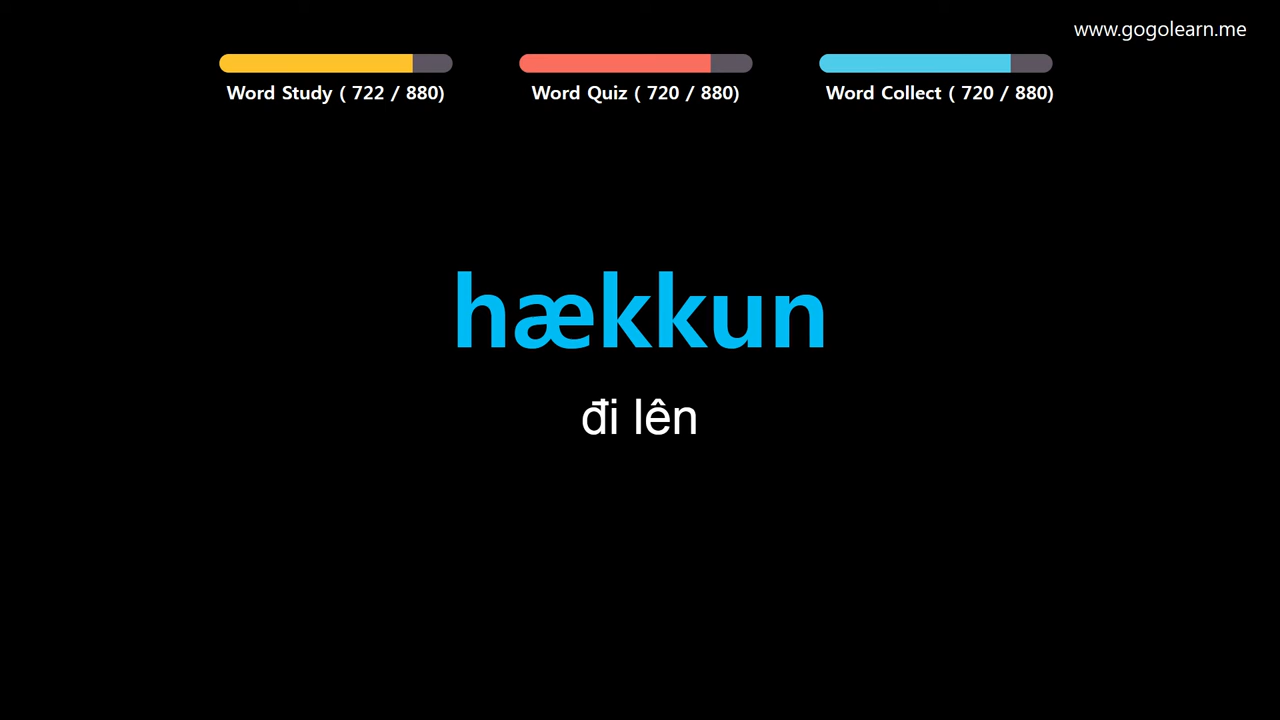 www.gogolearn.me
Word Study ( 722 / 880)
Word Quiz ( 720 / 880)
Word Collect ( 720 / 880)
hækkun
đi lên